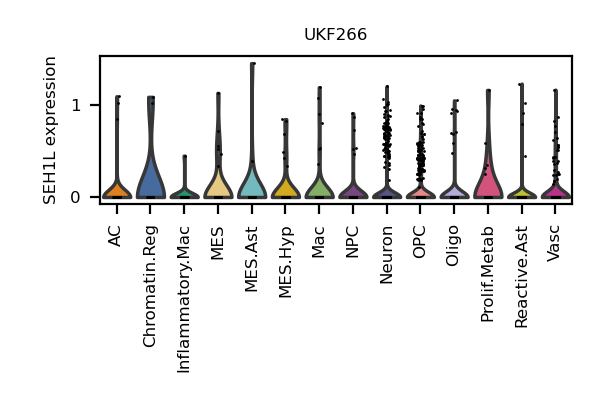 UKF266
SEH1L expression
1
0
AC
Chromatin.Reg
Inflammatory.Mac
MES
MES.Ast
MES.Hyp
Mac
NPC
Neuron
OPC
Oligo
Prolif.Metab
Reactive.Ast
Vasc